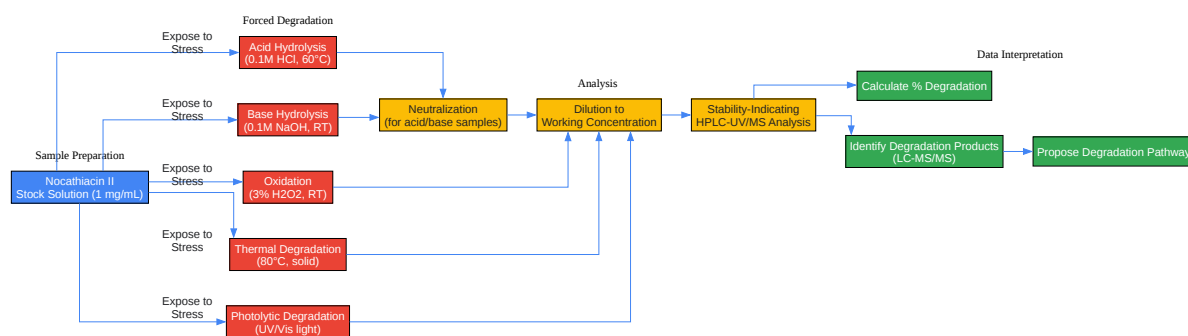 Forced Degradation
Expose to
Stress
Acid Hydrolysis
(0.1M HCl, 60°C)
Data Interpretation
Analysis
Calculate % Degradation
Expose to
Stress
Base Hydrolysis
(0.1M NaOH, RT)
Neutralization
(for acid/base samples)
Dilution to
Working Concentration
Stability-Indicating
HPLC-UV/MS Analysis
Identify Degradation Products
(LC-MS/MS)
Propose Degradation Pathway
Sample Preparation
Nocathiacin II
Stock Solution (1 mg/mL)
Expose to
Stress
Oxidation
(3% H2O2, RT)
Expose to
Stress
Thermal Degradation
(80°C, solid)
Expose to
Stress
Photolytic Degradation
(UV/Vis light)